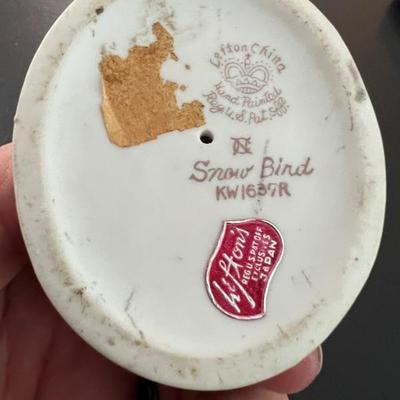 Lefton China
Hand Painted
Reg. U.S. Pat. Off.
Snow Bird
KW1637R
Lefton's
REG.U.S.PAT.OFF.
EXCLUSIVES
JAPAN